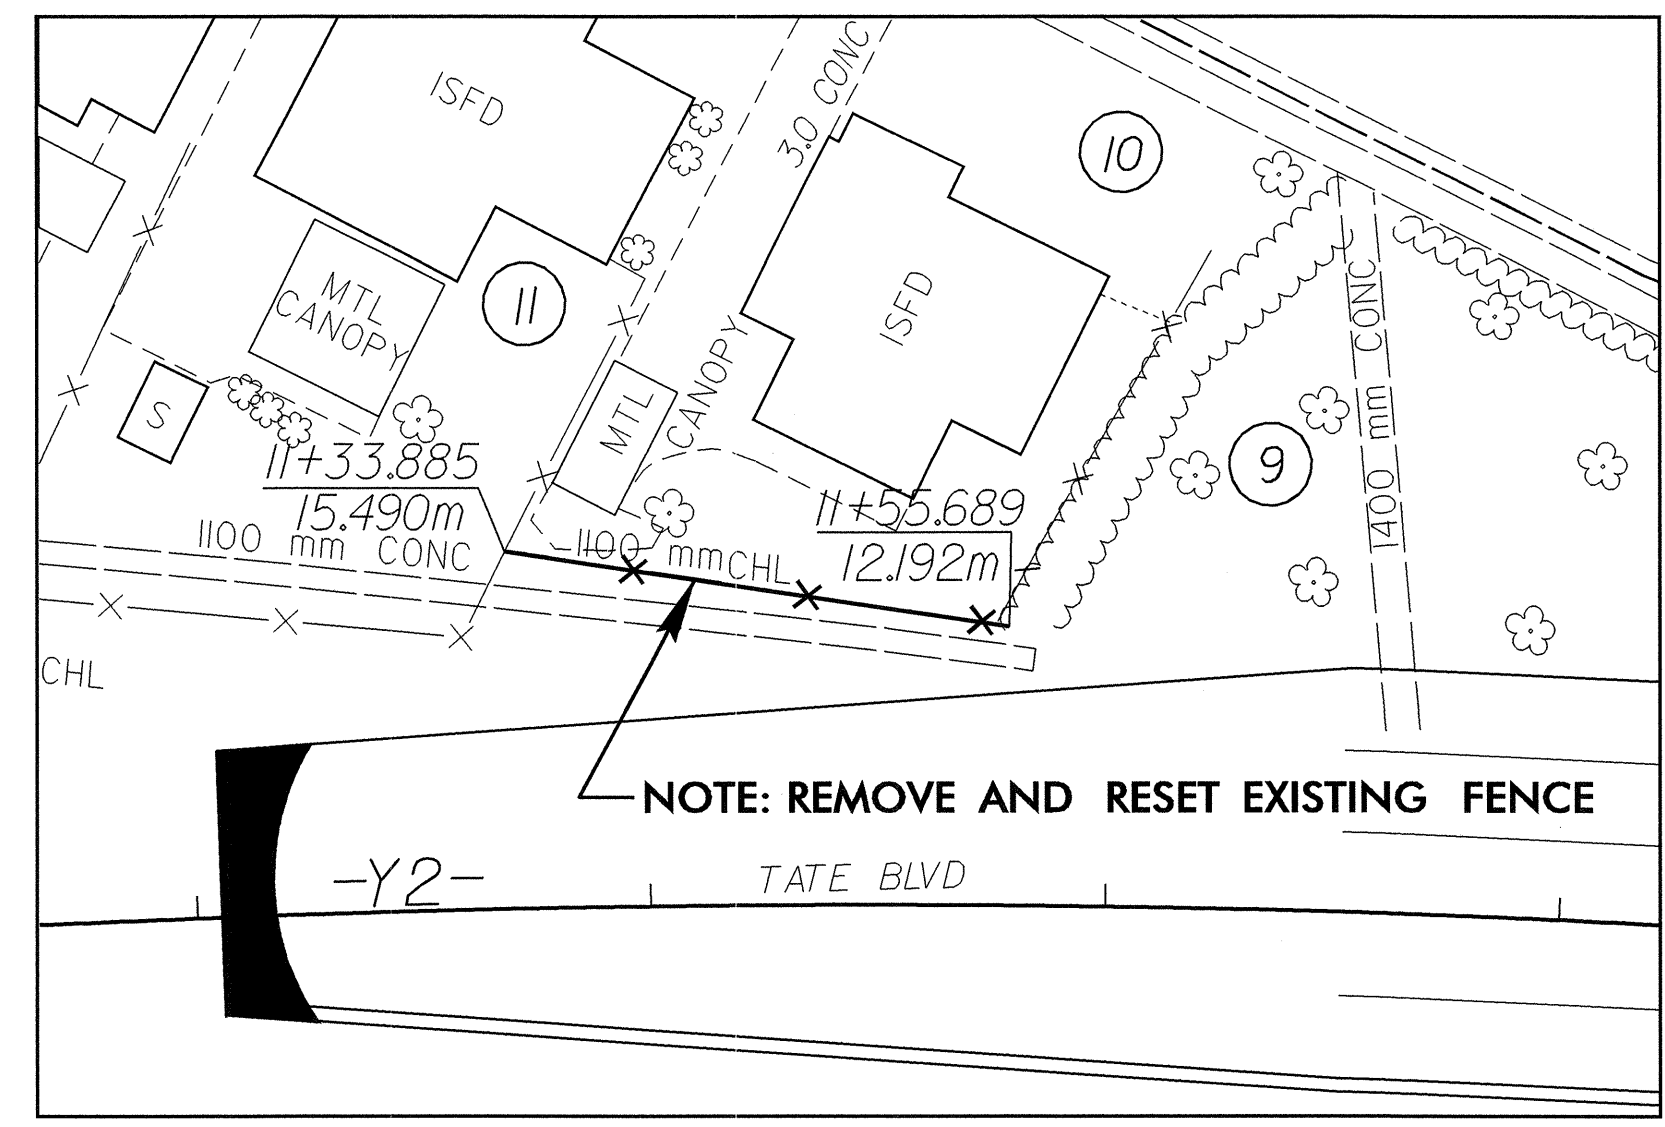 ISFD
3.0 CONC
10
MTL
CANOPY
11
ISFD
1400 mm CONC
MTL
CANOPY
S
9
11+33.885
15.490m
11+55.689
12.192m
1100 mm CONC
1100 mm CHL
CHL
NOTE: REMOVE AND RESET EXISTING FENCE
-Y2-
TATE BLVD